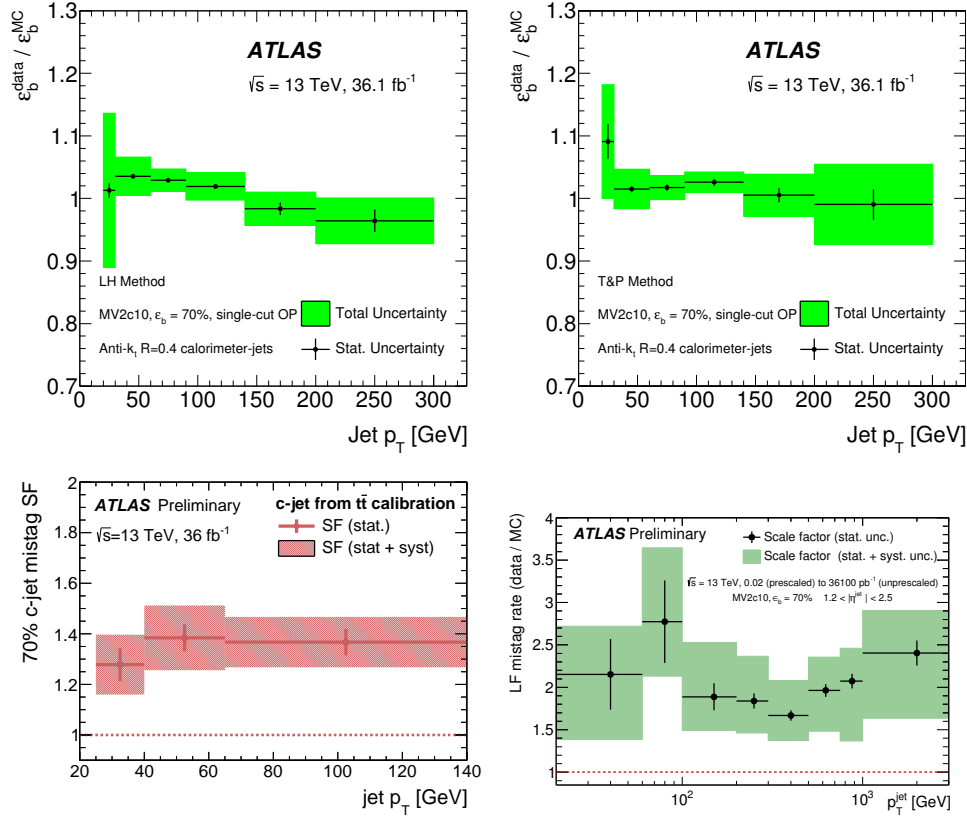 ε_b^data / ε_b^MC
1.3
1.2
1.1
1
0.9
0.8
0.7
ATLAS
√s = 13 TeV, 36.1 fb⁻¹
LH Method
MV2c10, ε_b = 70%, single-cut OP
Total Uncertainty
Anti-k_t R=0.4 calorimeter-jets
Stat. Uncertainty
0 50 100 150 200 250 300
Jet p_T [GeV]
ε_b^data / ε_b^MC
1.3
1.2
1.1
1
0.9
0.8
0.7
ATLAS
√s = 13 TeV, 36.1 fb⁻¹
T&P Method
MV2c10, ε_b = 70%, single-cut OP
Total Uncertainty
Anti-k_t R=0.4 calorimeter-jets
Stat. Uncertainty
0 50 100 150 200 250 300
Jet p_T [GeV]
70% c-jet mistag SF
2
1.8
1.6
1.4
1.2
1
ATLAS Preliminary
√s=13 TeV, 36 fb⁻¹
c-jet from tt̄ calibration
SF (stat.)
SF (stat + syst)
20 40 60 80 100 120 140
jet p_T [GeV]
LF mistag rate (data / MC)
4
3.5
3
2.5
2
1.5
1
ATLAS Preliminary
Scale factor (stat. unc.)
Scale factor (stat. + syst. unc.)
√s = 13 TeV, 0.02 (prescaled) to 36100 pb⁻¹ (unprescaled)
MV2c10, ∈_b = 70% 1.2 < |η^jet| < 2.5
10² 10³
p_T^jet [GeV]